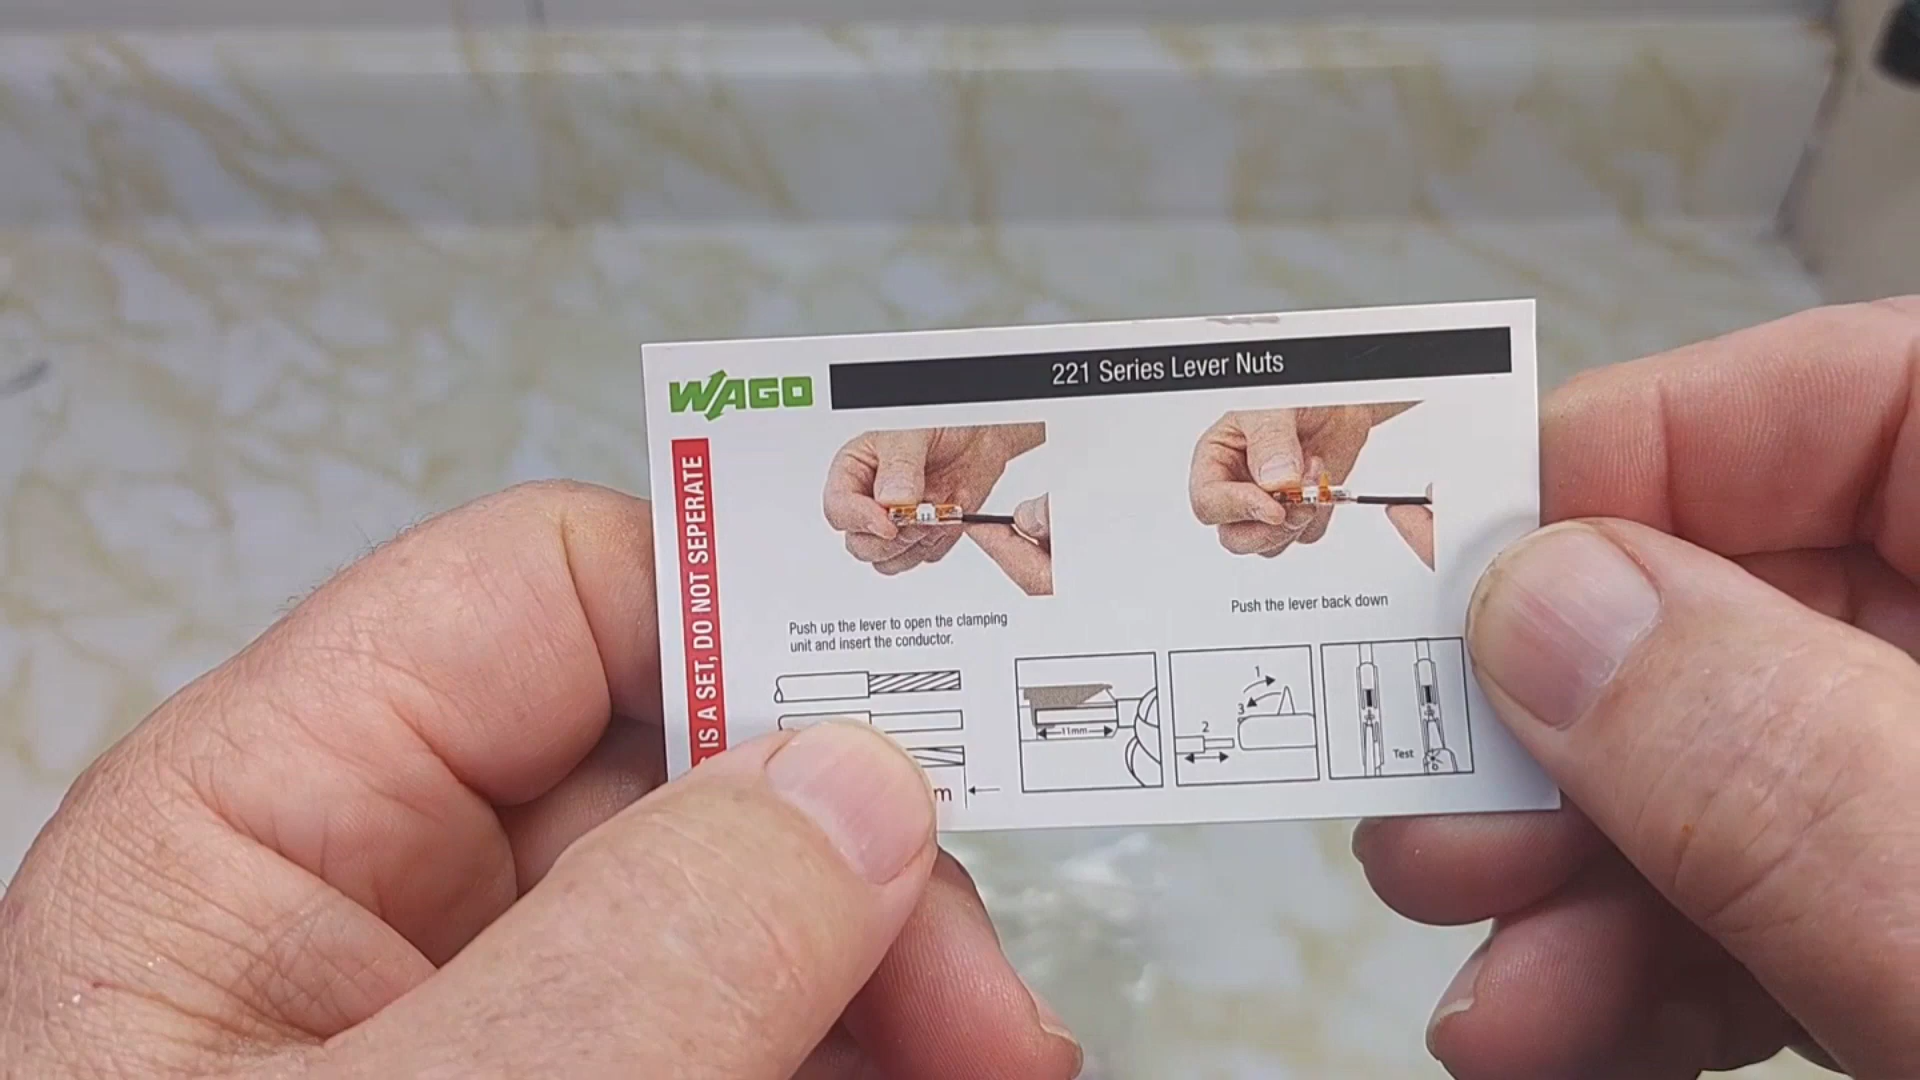 WAGO
221 Series Lever Nuts
IS A SET, DO NOT SEPERATE
Push up the lever to open the clamping
unit and insert the conductor.
Push the lever back down
11mm
1
3
2
Test
m